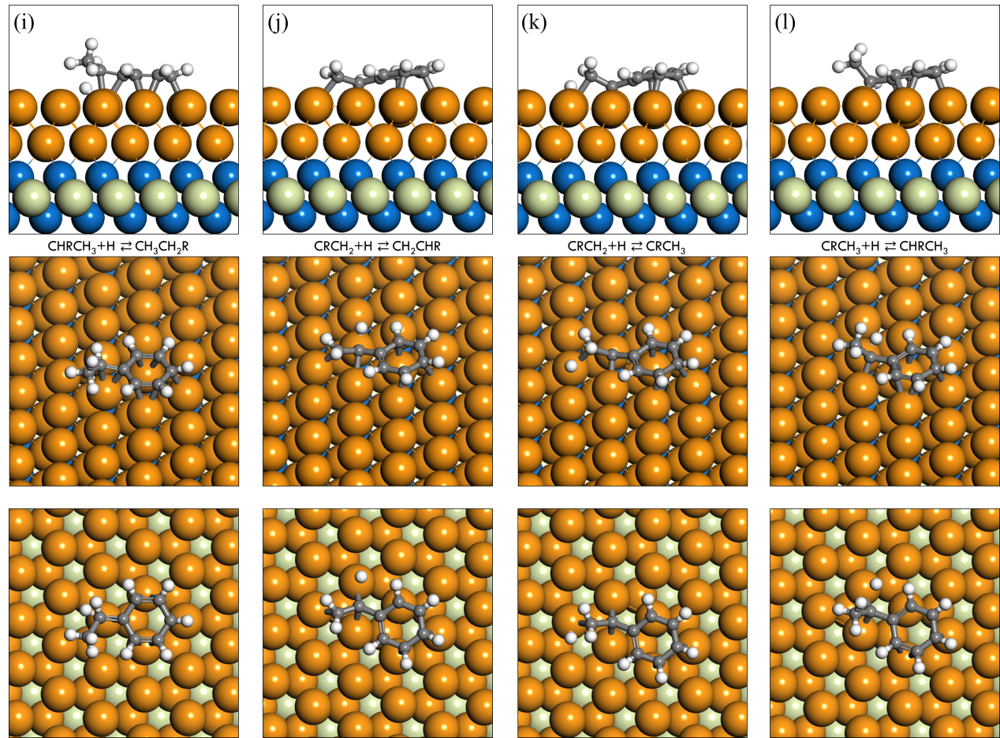 (i)
(j)
(k)
(l)
CHRCH₃+H ⇌ CH₃CH₂R
CRCH₂+H ⇌ CH₂CHR
CRCH₂+H ⇌ CRCH₃
CRCH₃+H ⇌ CHRCH₃